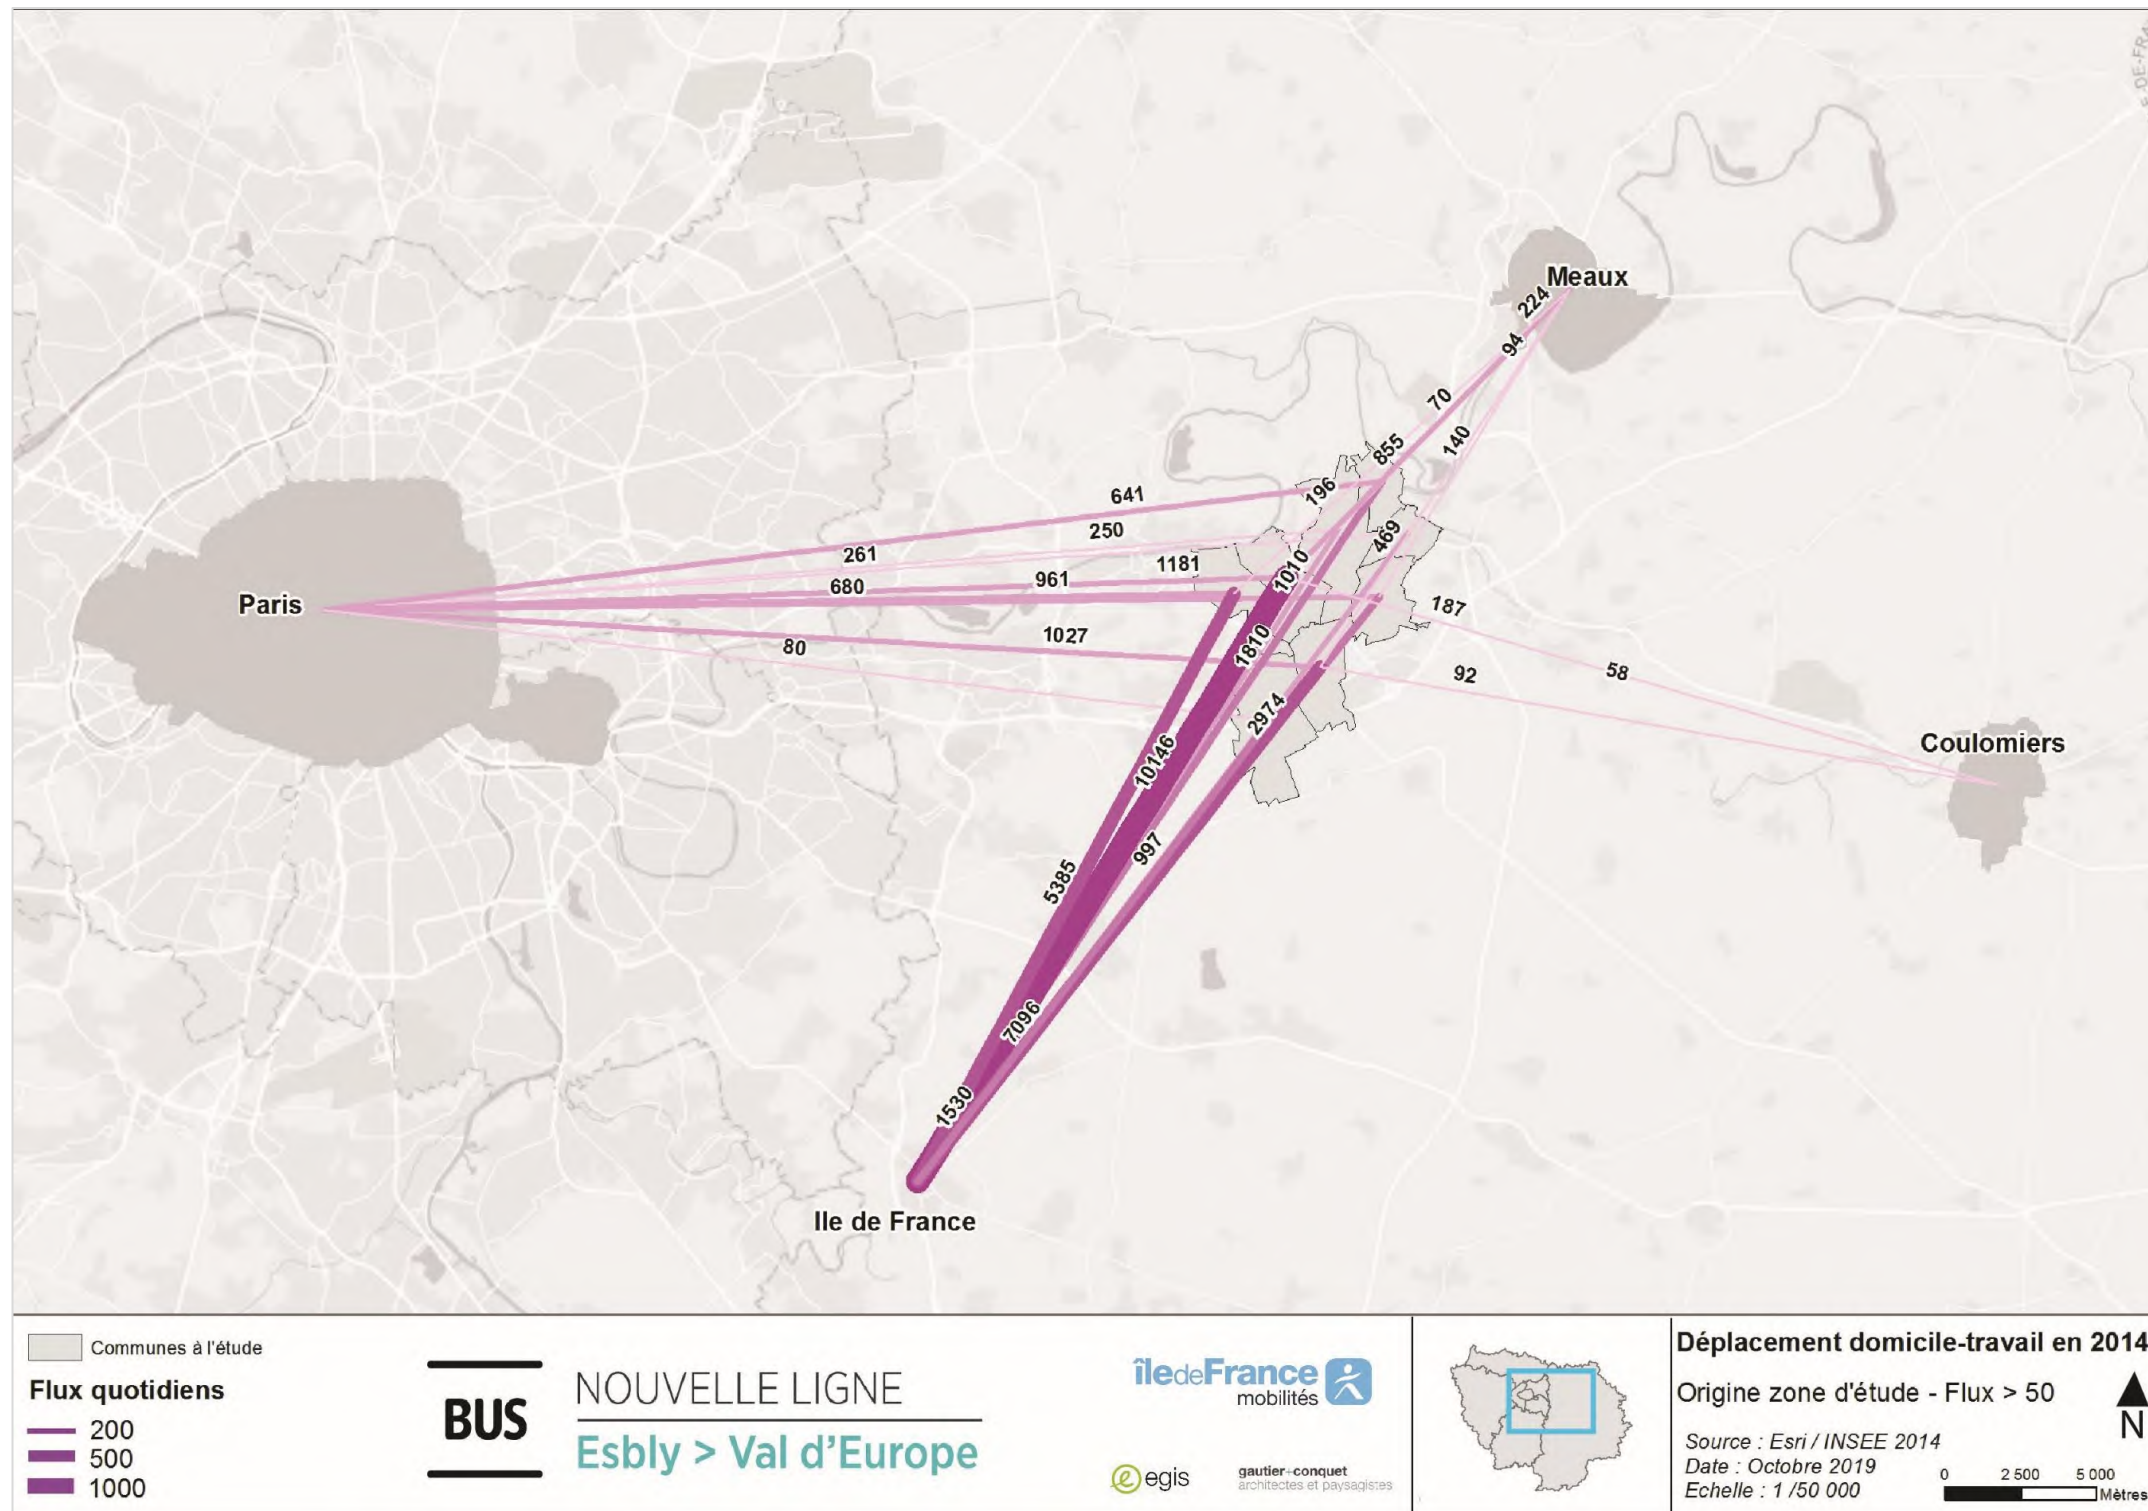 E-DE-FRA
Meaux
224
94
70
140
855
196
641
250
469
261
1181
1010
961
680
Paris
187
1027
80
1810
58
92
2974
Coulomiers
10146
997
5385
7096
1530
Ile de France
Communes à l'étude
Flux quotidiens
200
500
1000
BUS
NOUVELLE LIGNE
Esbly > Val d'Europe
îledeFrance
mobilités
egis
gautier+conquet
architectes et paysagistes
Déplacement domicile-travail en 2014
Origine zone d'étude - Flux > 50
N
Source : Esri / INSEE 2014
Date : Octobre 2019
Echelle : 1 /50 000
0 2 500 5 000
Mètres